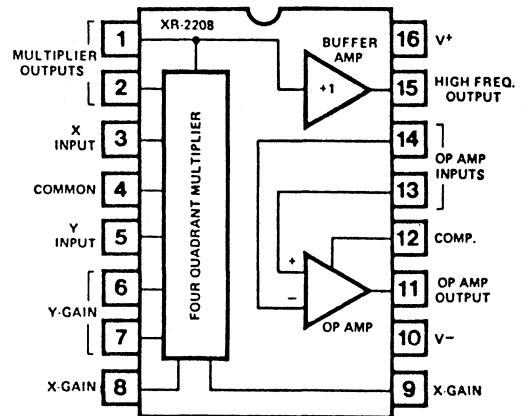 XR-2208
1
MULTIPLIER
OUTPUTS
2
X
INPUT
3
COMMON
4
Y
INPUT
5
6
Y-GAIN
7
X-GAIN
8
FOUR QUADRANT MULTIPLIER
BUFFER
AMP
+1
+
−
OP AMP
16
V+
15
HIGH FREQ.
OUTPUT
14
OP AMP
INPUTS
13
12
COMP.
11
OP AMP
OUTPUT
10
V−
9
X-GAIN